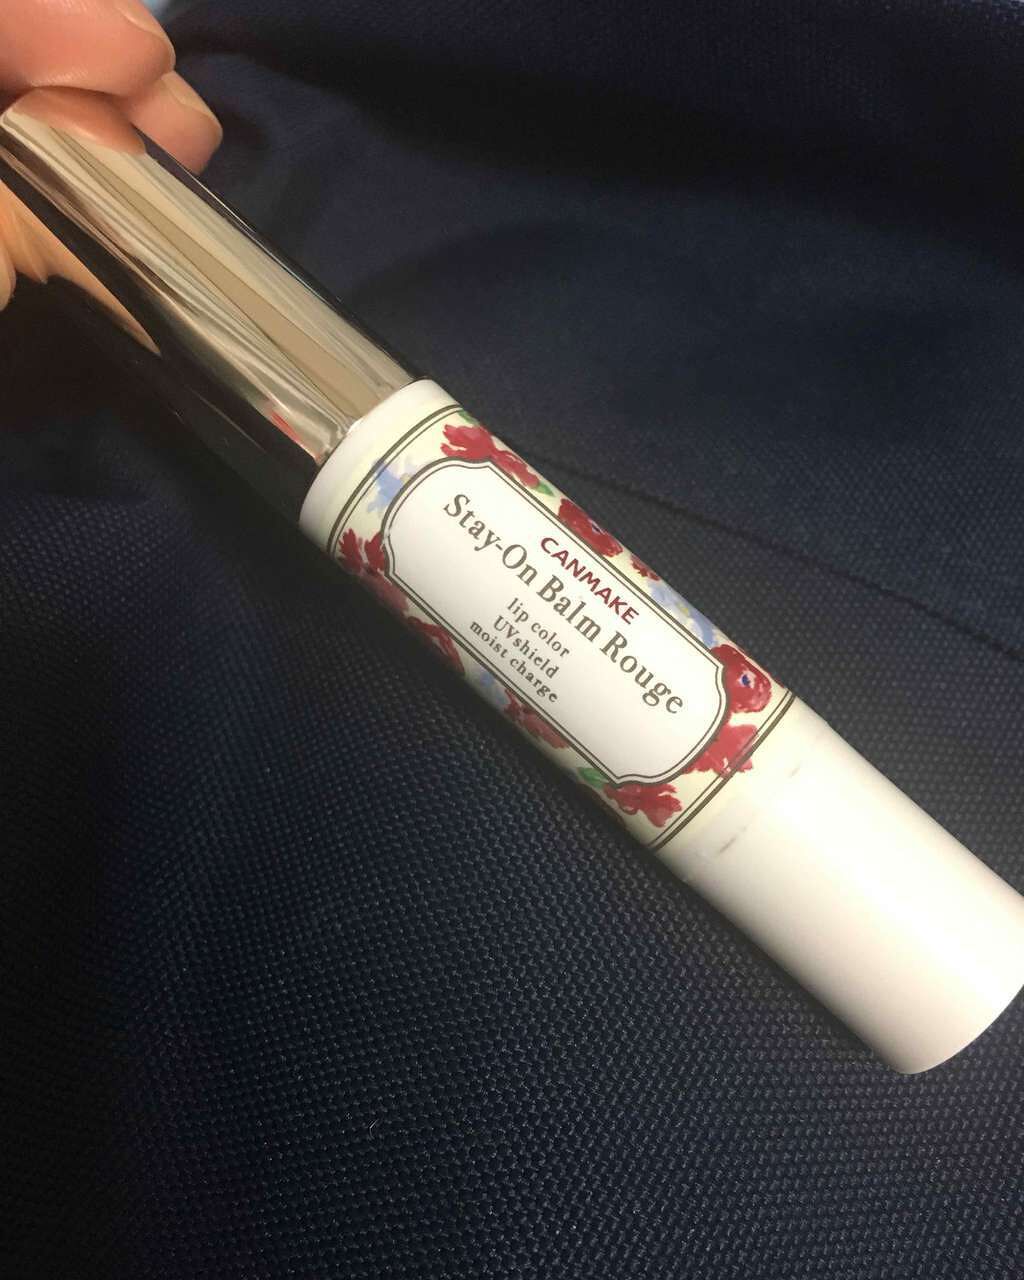 CANMAKE
Stay-On Balm Rouge
lip color
UVshield
moist charge